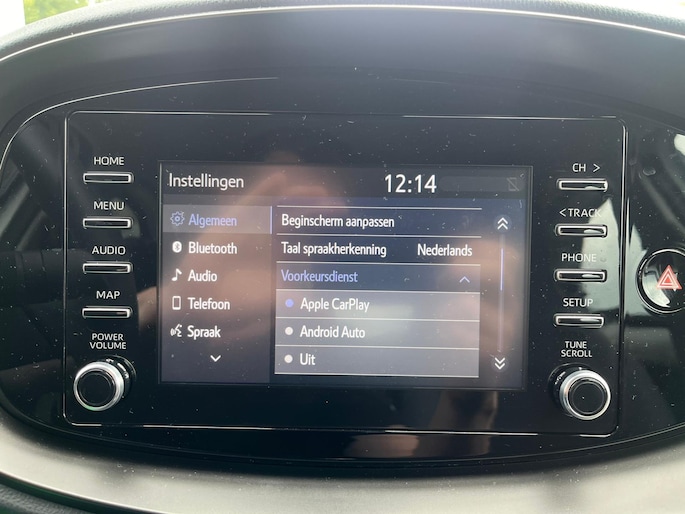 HOME
MENU
AUDIO
MAP
POWER
VOLUME
Instellingen 12:14
Algemeen
Bluetooth
Audio
Telefoon
Spraak
Beginscherm aanpassen
Taal spraakherkenning Nederlands
Voorkeursdienst
Apple CarPlay
Android Auto
Uit
CH >
< TRACK
PHONE
SETUP
TUNE
SCROLL